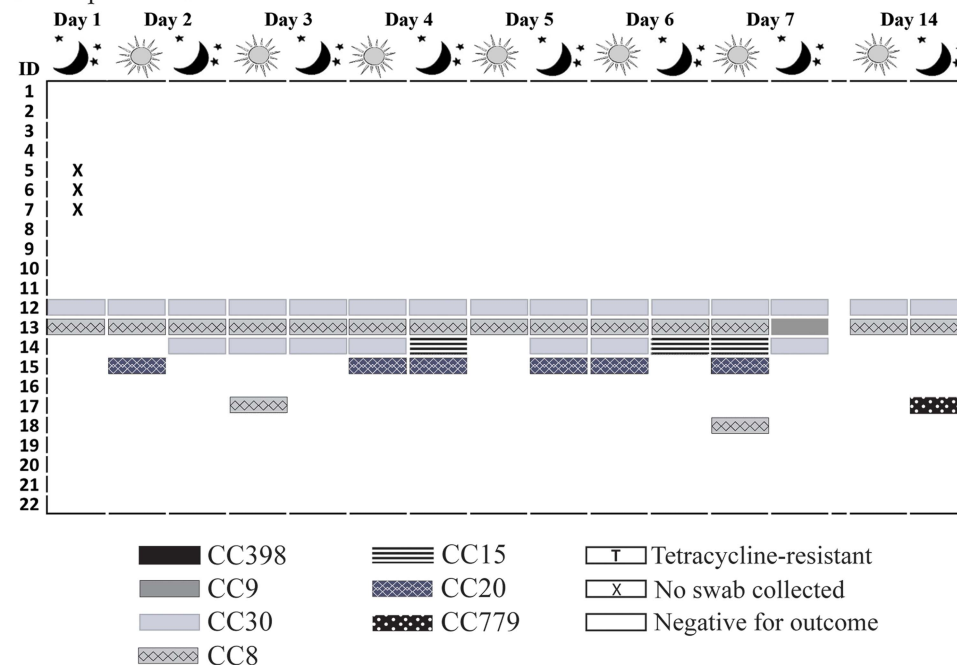 Day 1 Day 2 Day 3 Day 4 Day 5 Day 6 Day 7 Day 14
ID
1
2
3
4
5 X
6 X
7 X
8
9
10
11
12
13
14
15
16
17
18
19
20
21
22
CC398 CC15 T Tetracycline-resistant
CC9 CC20 X No swab collected
CC30 CC779 Negative for outcome
CC8